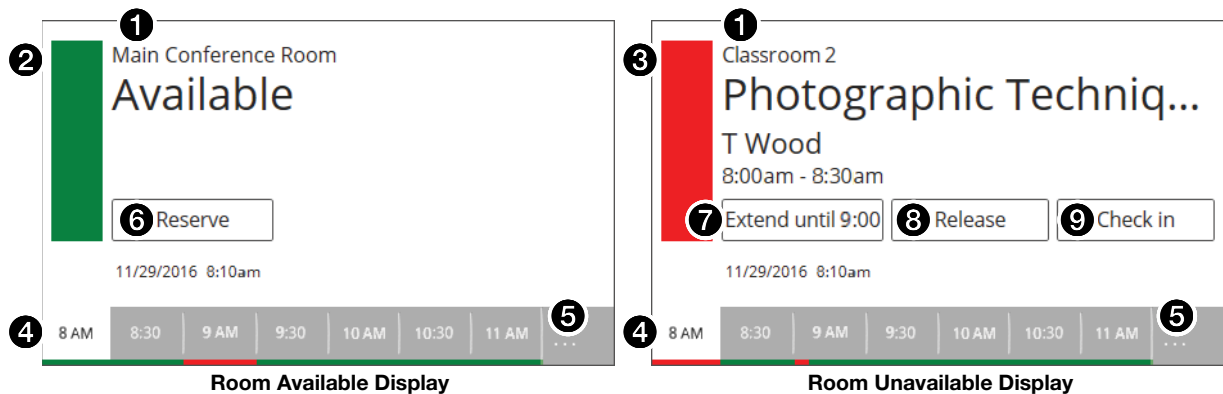 1
2
Main Conference Room
Available
6 Reserve
11/29/2016 8:10am
4 8 AM 8:30 9 AM 9:30 10 AM 10:30 11 AM 5 ...
Room Available Display
1
3
Classroom 2
Photographic Techniq...
T Wood
8:00am - 8:30am
7 Extend until 9:00 8 Release 9 Check in
11/29/2016 8:10am
4 8 AM 8:30 9 AM 9:30 10 AM 10:30 11 AM 5 ...
Room Unavailable Display